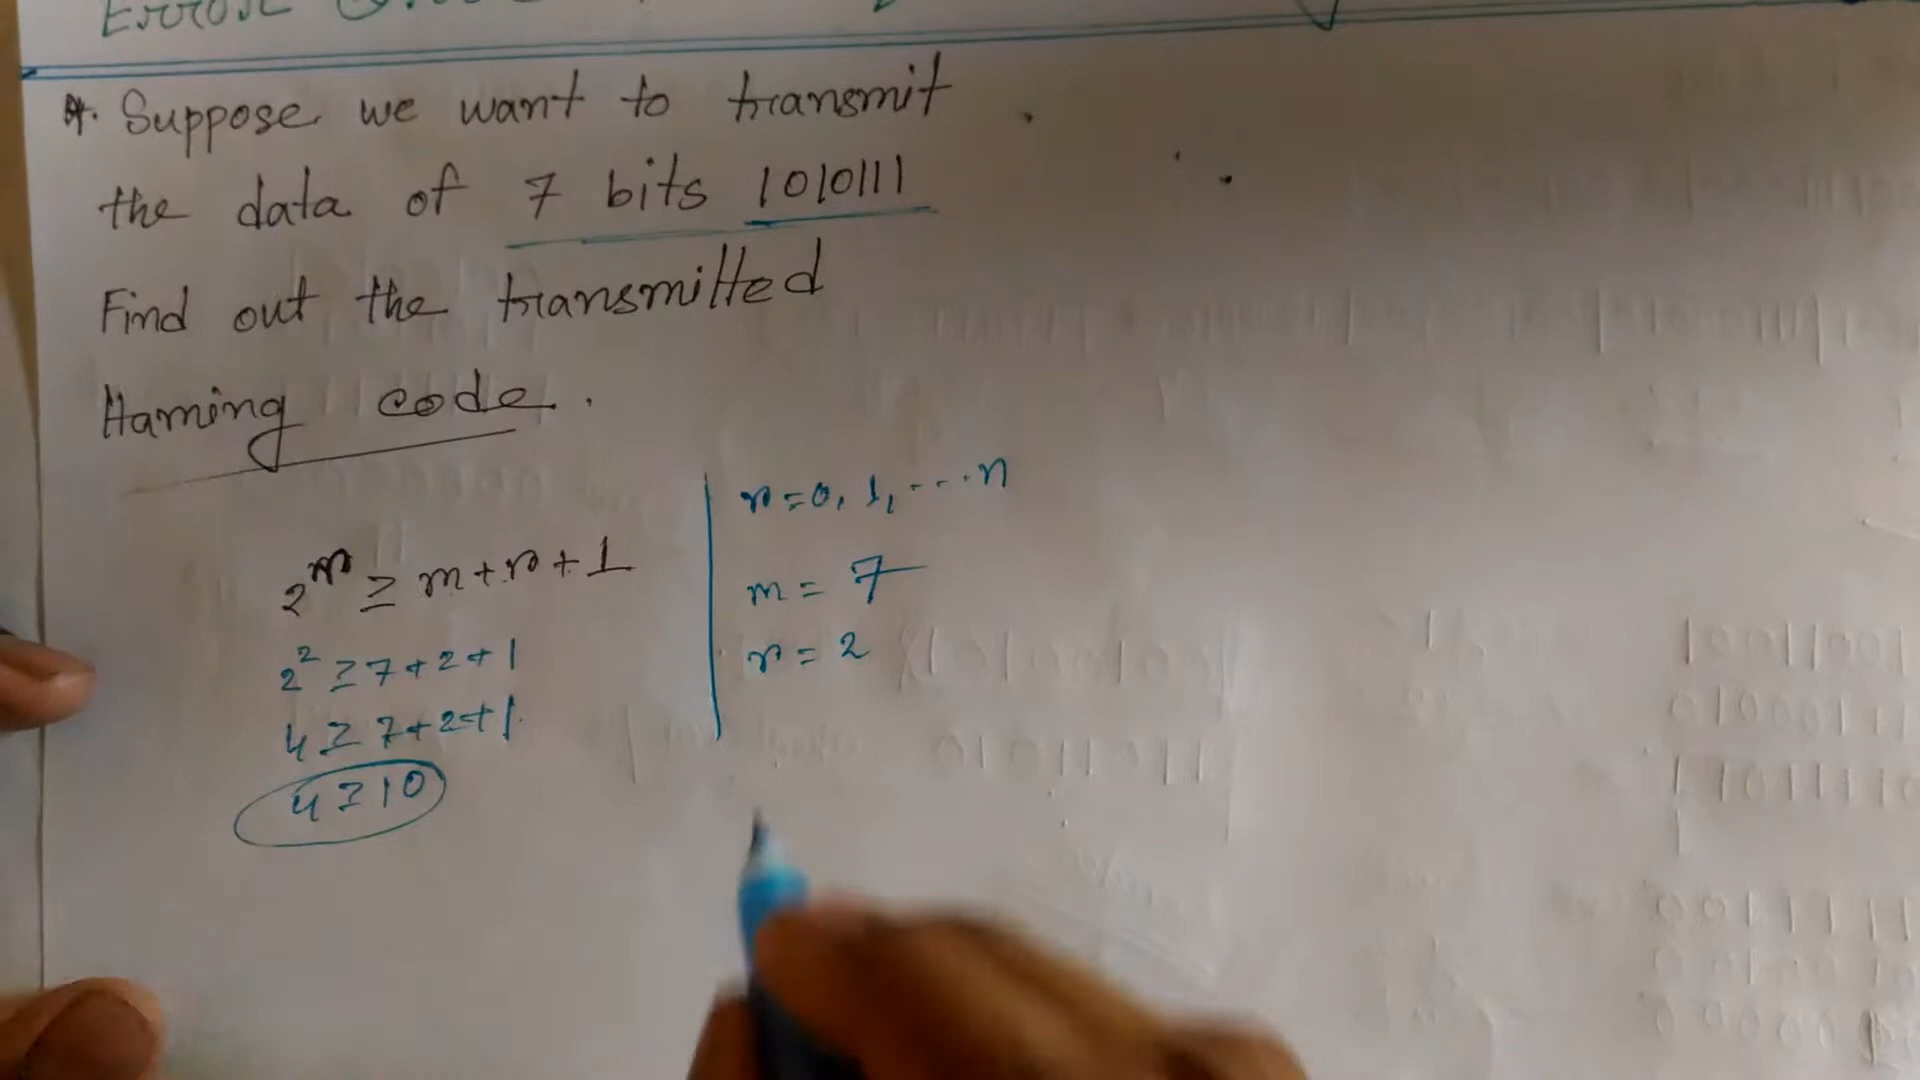 Suppose we want to transmit
the data of 7 bits 1010111
Find out the transmitted
Haming code.
2^r ≥ m+r+1
2^2 ≥ 7+2+1
4 ≥ 7+2+1
4 ≥ 10
r = 0, 1, ... n
m = 7
r = 2